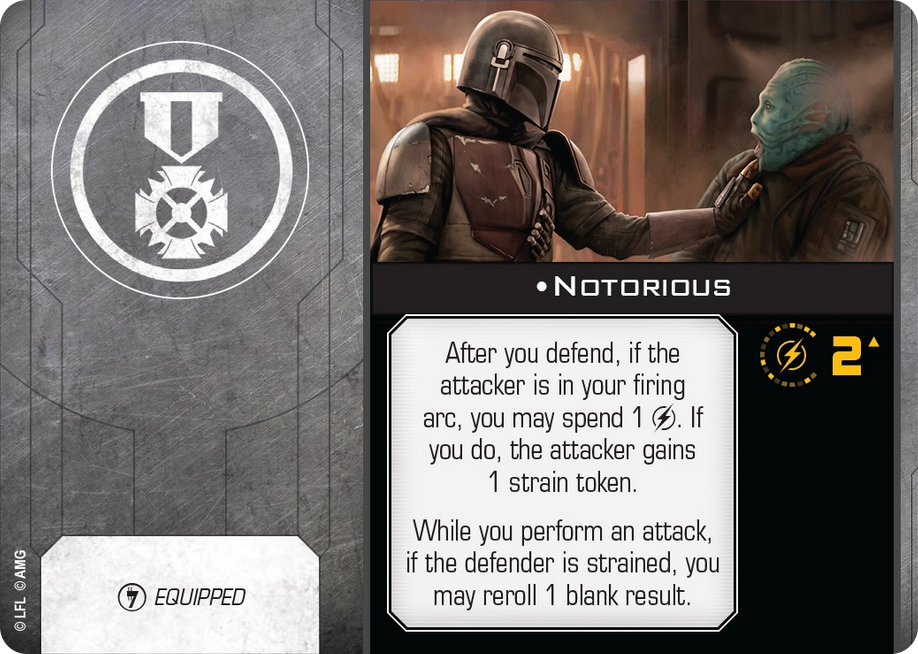 •Notorious
After you defend, if the
attacker is in your firing
arc, you may spend 1 . If
you do, the attacker gains
1 strain token.
While you perform an attack,
if the defender is strained, you
may reroll 1 blank result.
2
EQUIPPED
© LFL © AMG